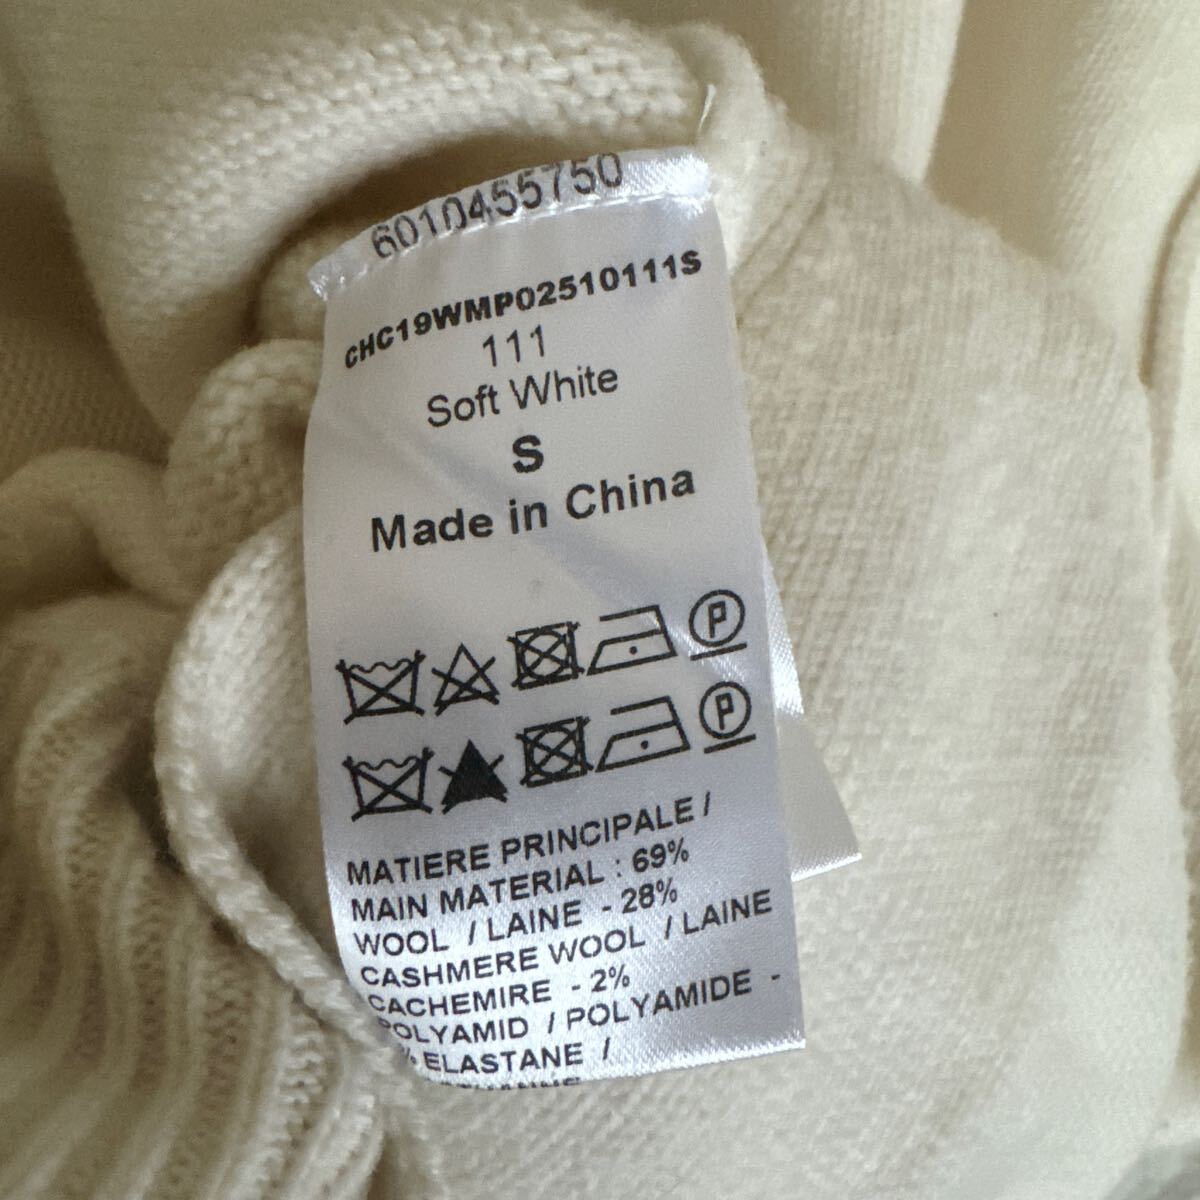 6010455750
CHC19WMP02510111S
111
Soft White
S
Made in China
P
P
MATIERE PRINCIPALE /
MAIN MATERIAL : 69%
WOOL / LAINE - 28%
CASHMERE WOOL / LAINE
CACHEMIRE - 2%
POLYAMID / POLYAMIDE -
% ELASTANE /